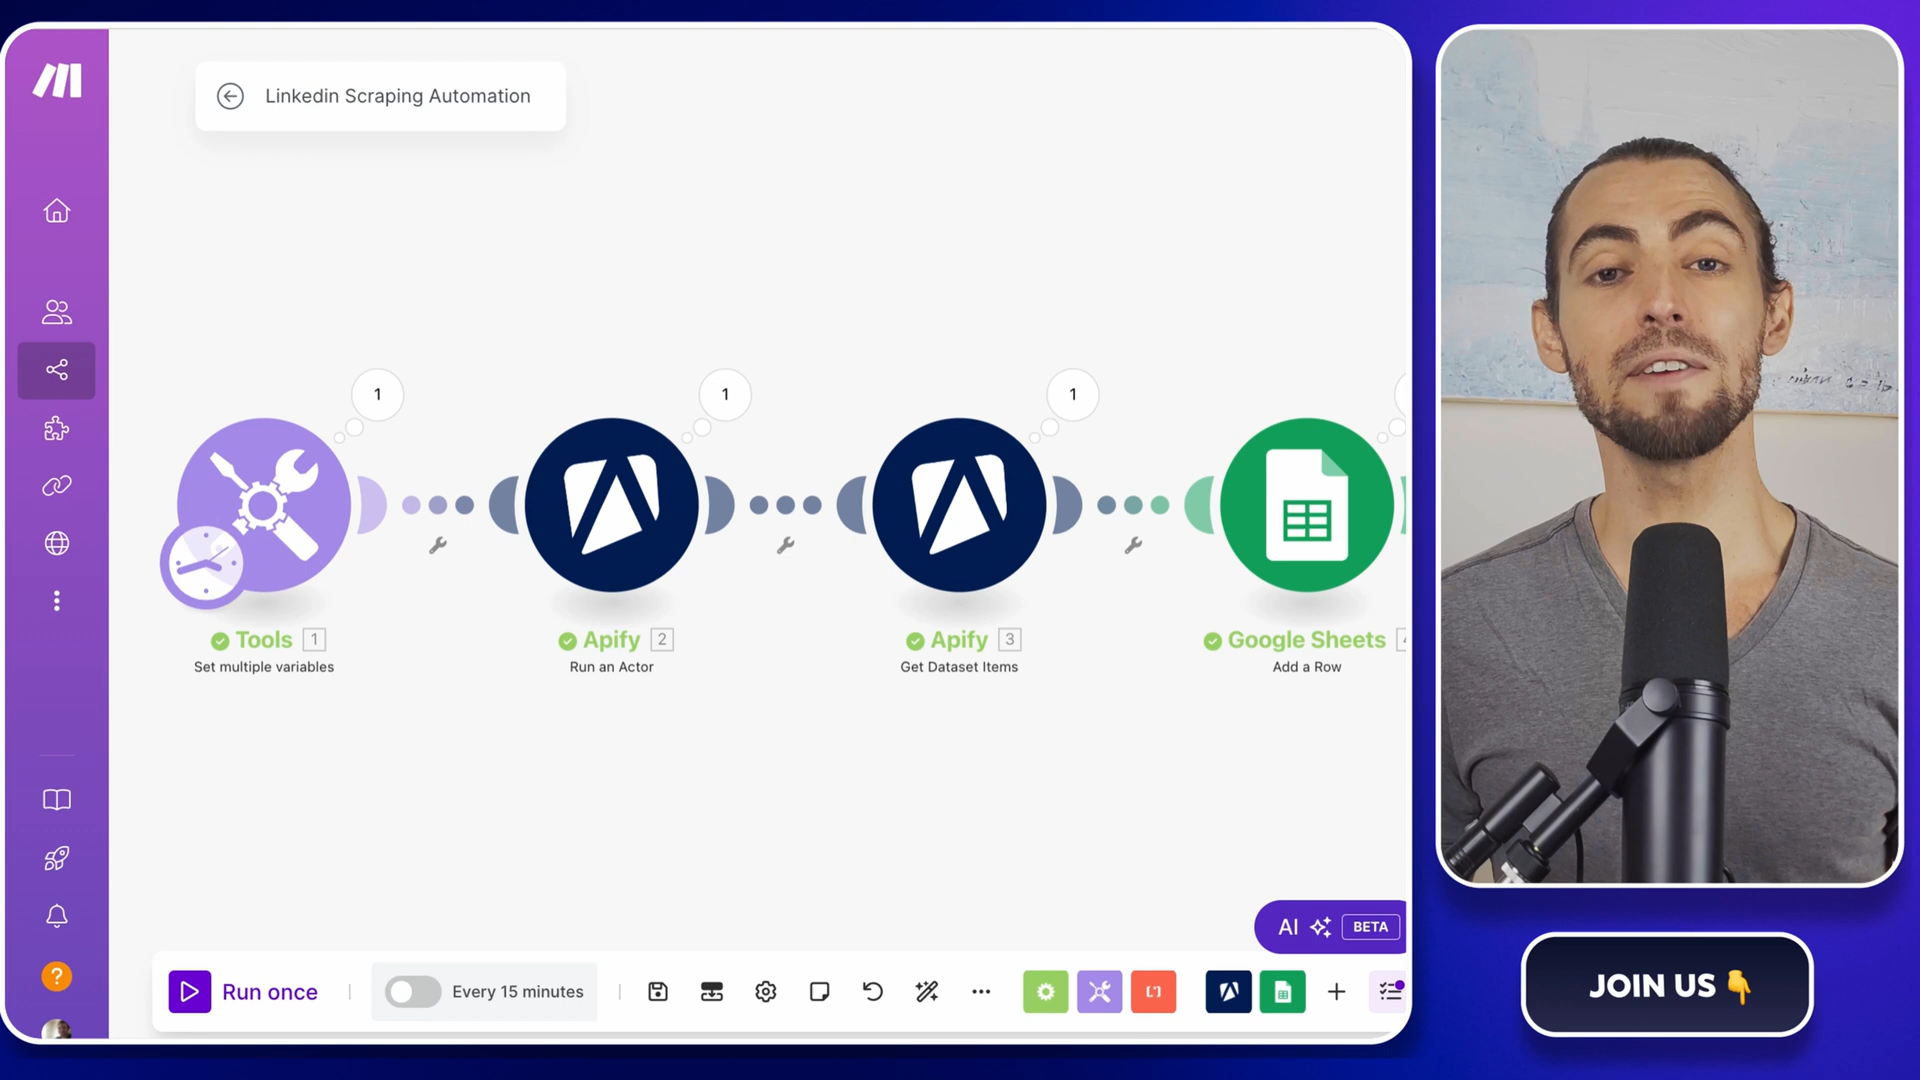 Linkedin Scraping Automation
1
1
1
Tools 1
Set multiple variables
Apify 2
Run an Actor
Apify 3
Get Dataset Items
Google Sheets
Add a Row
AI BETA
?
Run once
Every 15 minutes
JOIN US